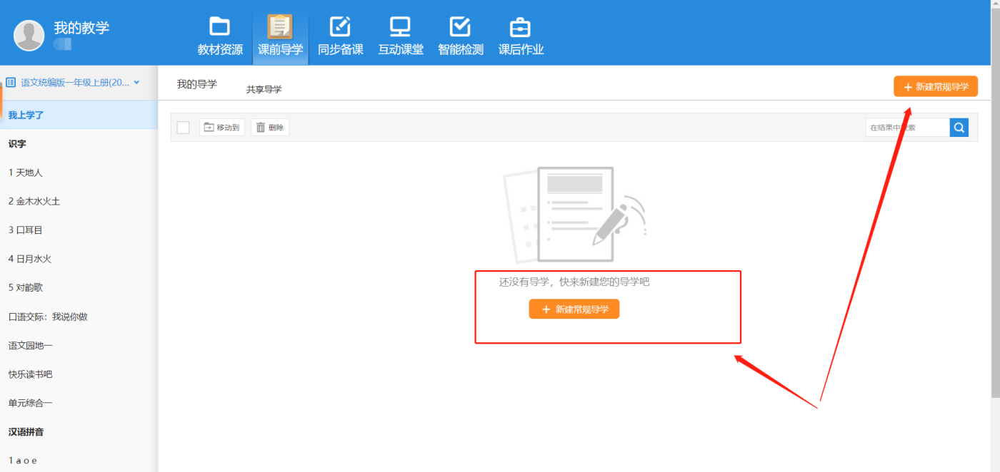 我的教学
教材资源
课前导学
同步备课
互动课堂
智能检测
课后作业
语文统编版一年级上册(20...
我的导学
共享导学
+ 新建常规导学
移动到
删除
在结果中搜索
我上学了
识字
1 天地人
2 金木水火土
3 口耳目
4 日月水火
5 对韵歌
口语交际：我说你做
语文园地一
快乐读书吧
单元综合一
汉语拼音
1 a o e
还没有导学，快来新建您的导学吧
+ 新建常规导学